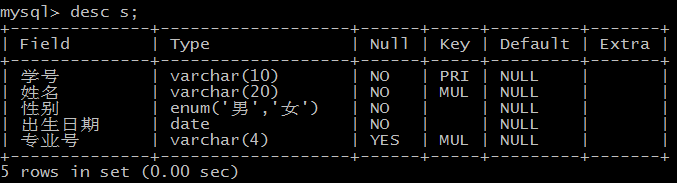 mysql> desc s;
+--------------+-------------------+------+-----+---------+-------+
| Field | Type | Null | Key | Default | Extra |
+--------------+-------------------+------+-----+---------+-------+
| 学号 | varchar(10) | NO | PRI | NULL | |
| 姓名 | varchar(20) | NO | MUL | NULL | |
| 性别 | enum('男','女') | NO | | NULL | |
| 出生日期 | date | NO | | NULL | |
| 专业号 | varchar(4) | YES | MUL | NULL | |
+--------------+-------------------+------+-----+---------+-------+
5 rows in set (0.00 sec)